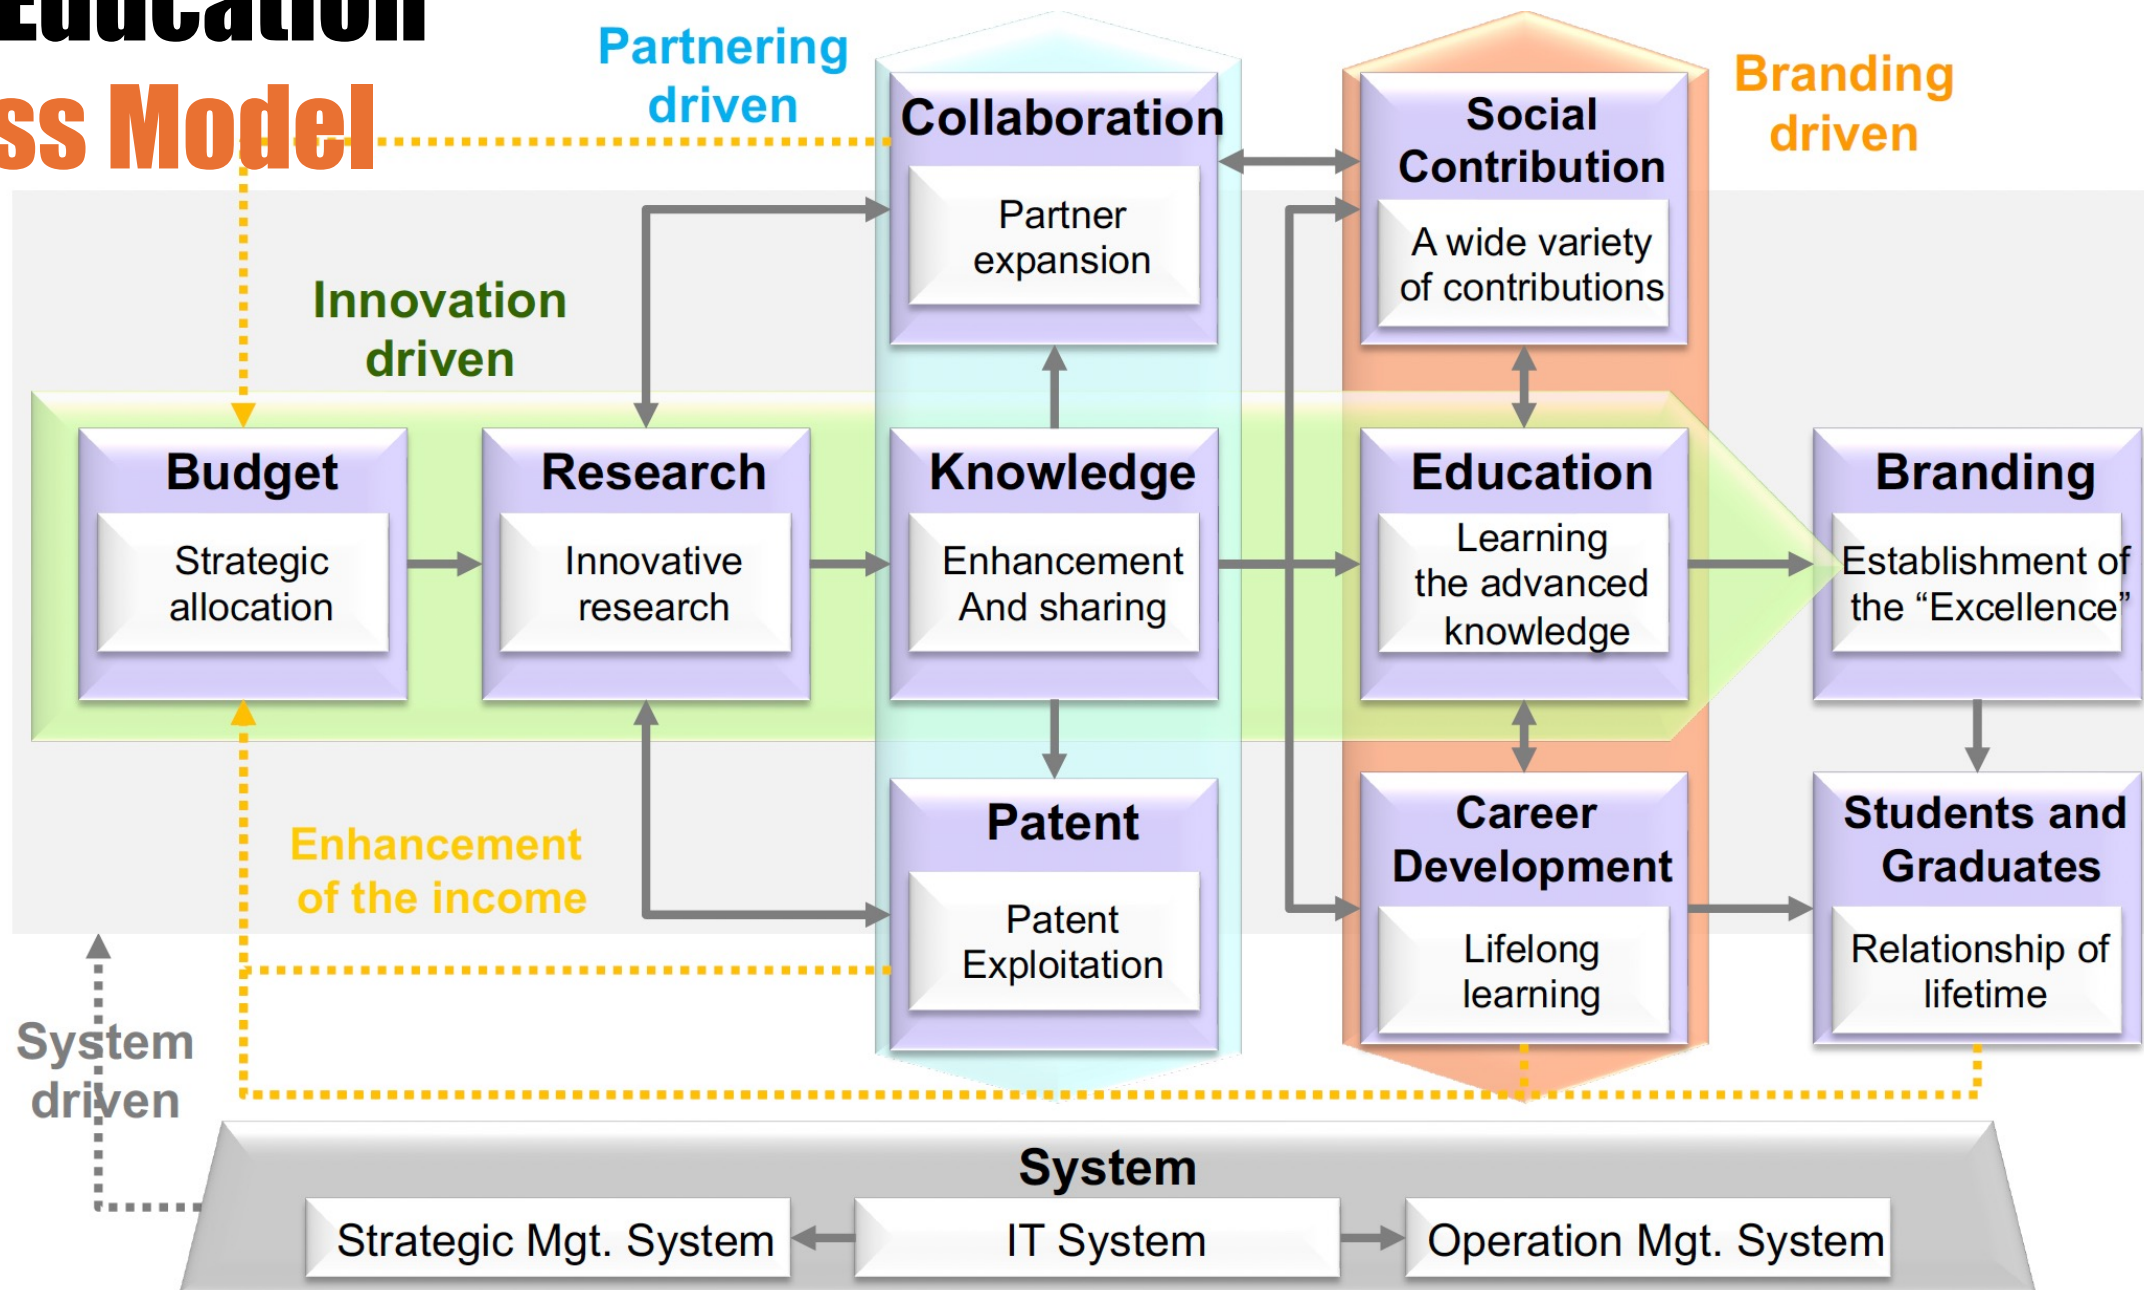 Education
ss Model
Partnering
driven
Branding
driven
Collaboration
Partner
expansion
Social
Contribution
A wide variety
of contributions
Innovation
driven
Budget
Strategic
allocation
Research
Innovative
research
Knowledge
Enhancement
And sharing
Education
Learning
the advanced
knowledge
Branding
Establishment of
the “Excellence”
Enhancement
of the income
Patent
Patent
Exploitation
Career
Development
Lifelong
learning
Students and
Graduates
Relationship of
lifetime
System
driven
System
Strategic Mgt. System
IT System
Operation Mgt. System